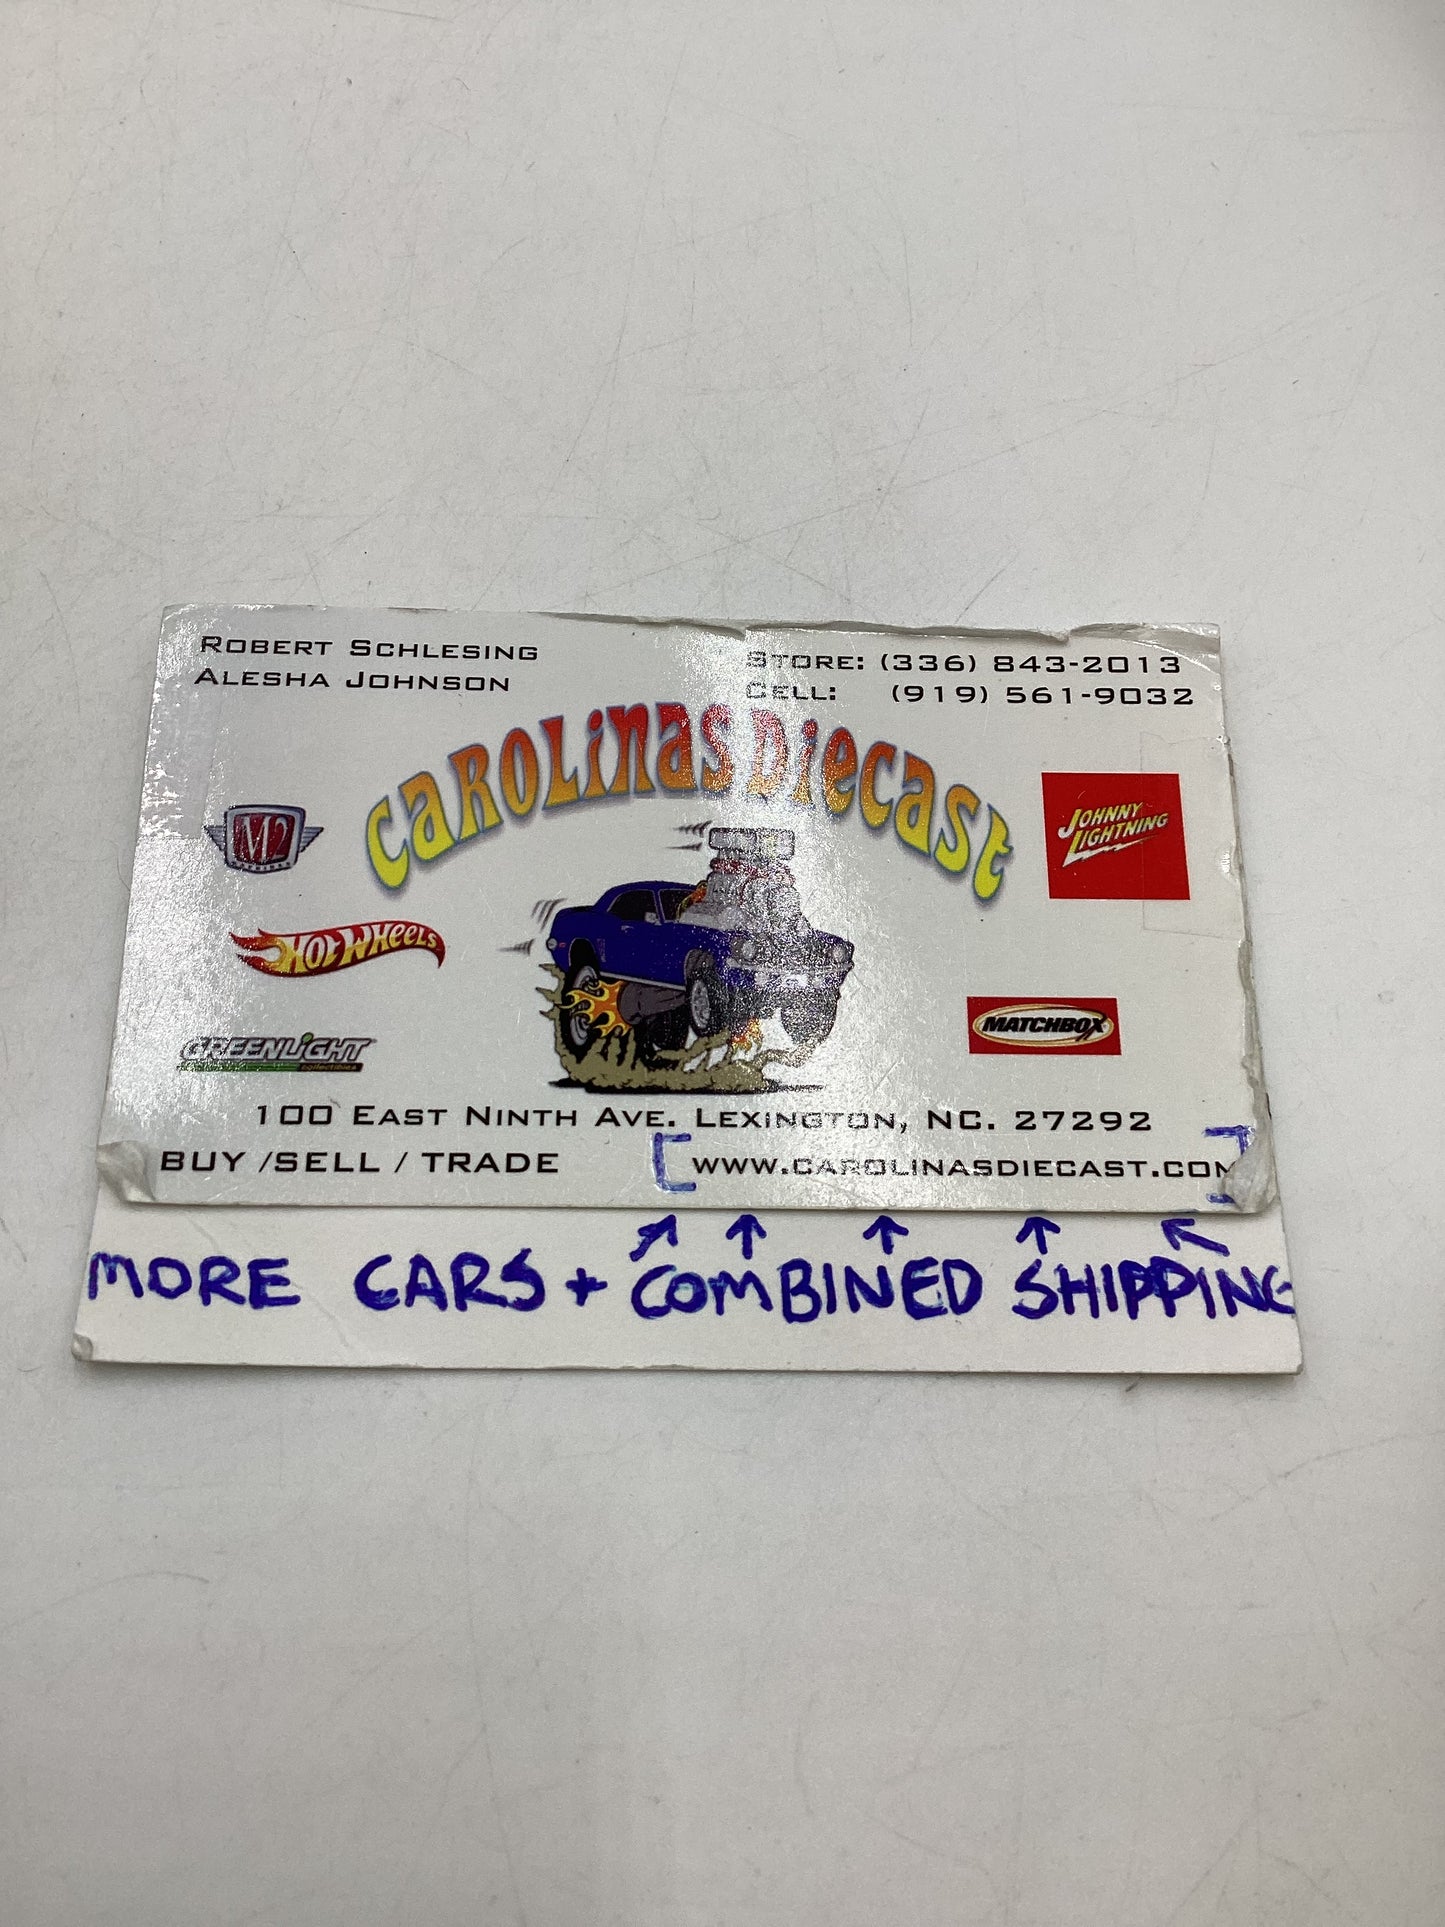 ROBERT SCHLESING
ALESHA JOHNSON
STORE: (336) 843-2013
CELL: (919) 561-9032
CAROLINAS DIECAST
M2
JOHNNY
LIGHTNING
HOT WHEELS
MATCHBOX
GREENLIGHT
collectibles
100 EAST NINTH AVE. LEXINGTON, NC. 27292
BUY /SELL / TRADE
[WWW.CAROLINASDIECAST.COM]
MORE CARS + COMBINED SHIPPING